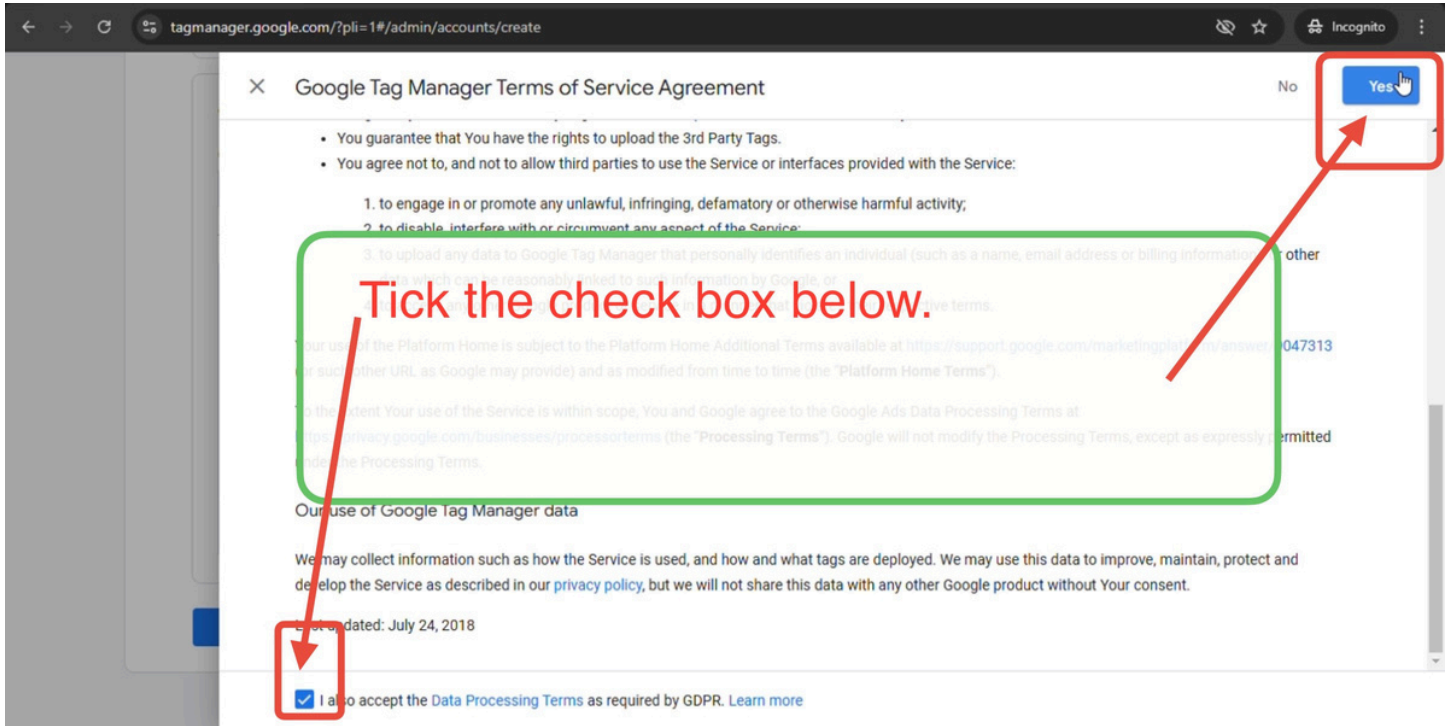 tagmanager.google.com/?pli=1#/admin/accounts/create
Incognito
Google Tag Manager Terms of Service Agreement
No
Yes
• You guarantee that You have the rights to upload the 3rd Party Tags.
• You agree not to, and not to allow third parties to use the Service or interfaces provided with the Service:
1. to engage in or promote any unlawful, infringing, defamatory or otherwise harmful activity;
2. to disable, interfere with or circumvent any aspect of the Service;
3. to upload any data to Google Tag Manager that personally identifies an individual (such as a name, email address or billing information), or other
data which can be reasonably linked to such information by Google, or
Tick the check box below.
tive terms.
Your use of the Platform Home is subject to the Platform Home Additional Terms available at https://support.google.com/marketingplatform/answer/9047313
(or such other URL as Google may provide) and as modified from time to time (the "Platform Home Terms").
To the extent Your use of the Service is within scope, You and Google agree to the Google Ads Data Processing Terms at
https://privacy.google.com/businesses/processorterms (the "Processing Terms"). Google will not modify the Processing Terms, except as expressly permitted
under the Processing Terms.
Our use of Google Tag Manager data
We may collect information such as how the Service is used, and how and what tags are deployed. We may use this data to improve, maintain, protect and
develop the Service as described in our privacy policy, but we will not share this data with any other Google product without Your consent.
Last updated: July 24, 2018
I also accept the Data Processing Terms as required by GDPR. Learn more